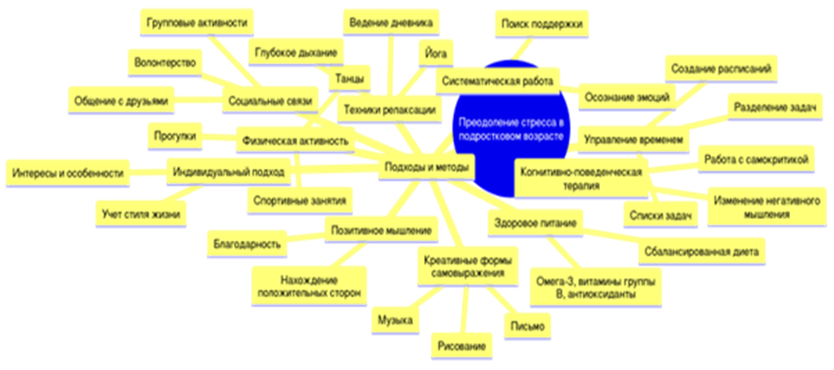 Групповые активности
Ведение дневника
Поиск поддержки
Волонтерство
Глубокое дыхание
Йога
Танцы
Систематическая работа
Создание расписаний
Общение с друзьями
Социальные связи
Техники релаксации
Осознание эмоций
Разделение задач
Прогулки
Физическая активность
Преодоление стресса в
подростковом возрасте
Управление временем
Интересы и особенности
Индивидуальный подход
Подходы и методы
Когнитивно-поведенческая
терапия
Работа с самокритикой
Учет стиля жизни
Спортивные занятия
Списки задач
Изменение негативного
мышления
Благодарность
Позитивное мышление
Здоровое питание
Сбалансированная диета
Нахождение
положительных сторон
Креативные формы
самовыражения
Омега-3, витамины группы
B, антиоксиданты
Музыка
Письмо
Рисование